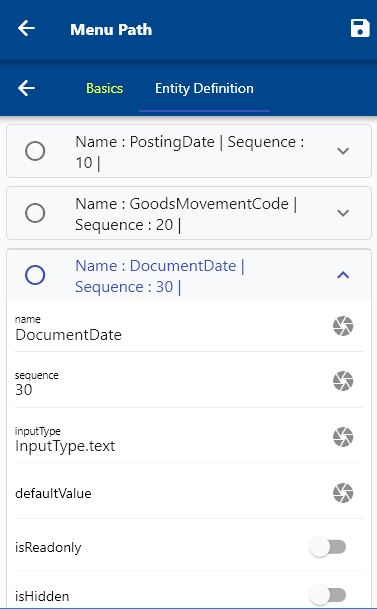 Menu Path
Basics
Entity Definition
Name : PostingDate | Sequence :
10 |
Name : GoodsMovementCode |
Sequence : 20 |
Name : DocumentDate |
Sequence : 30 |
name
DocumentDate
sequence
30
inputType
InputType.text
defaultValue
isReadonly
isHidden